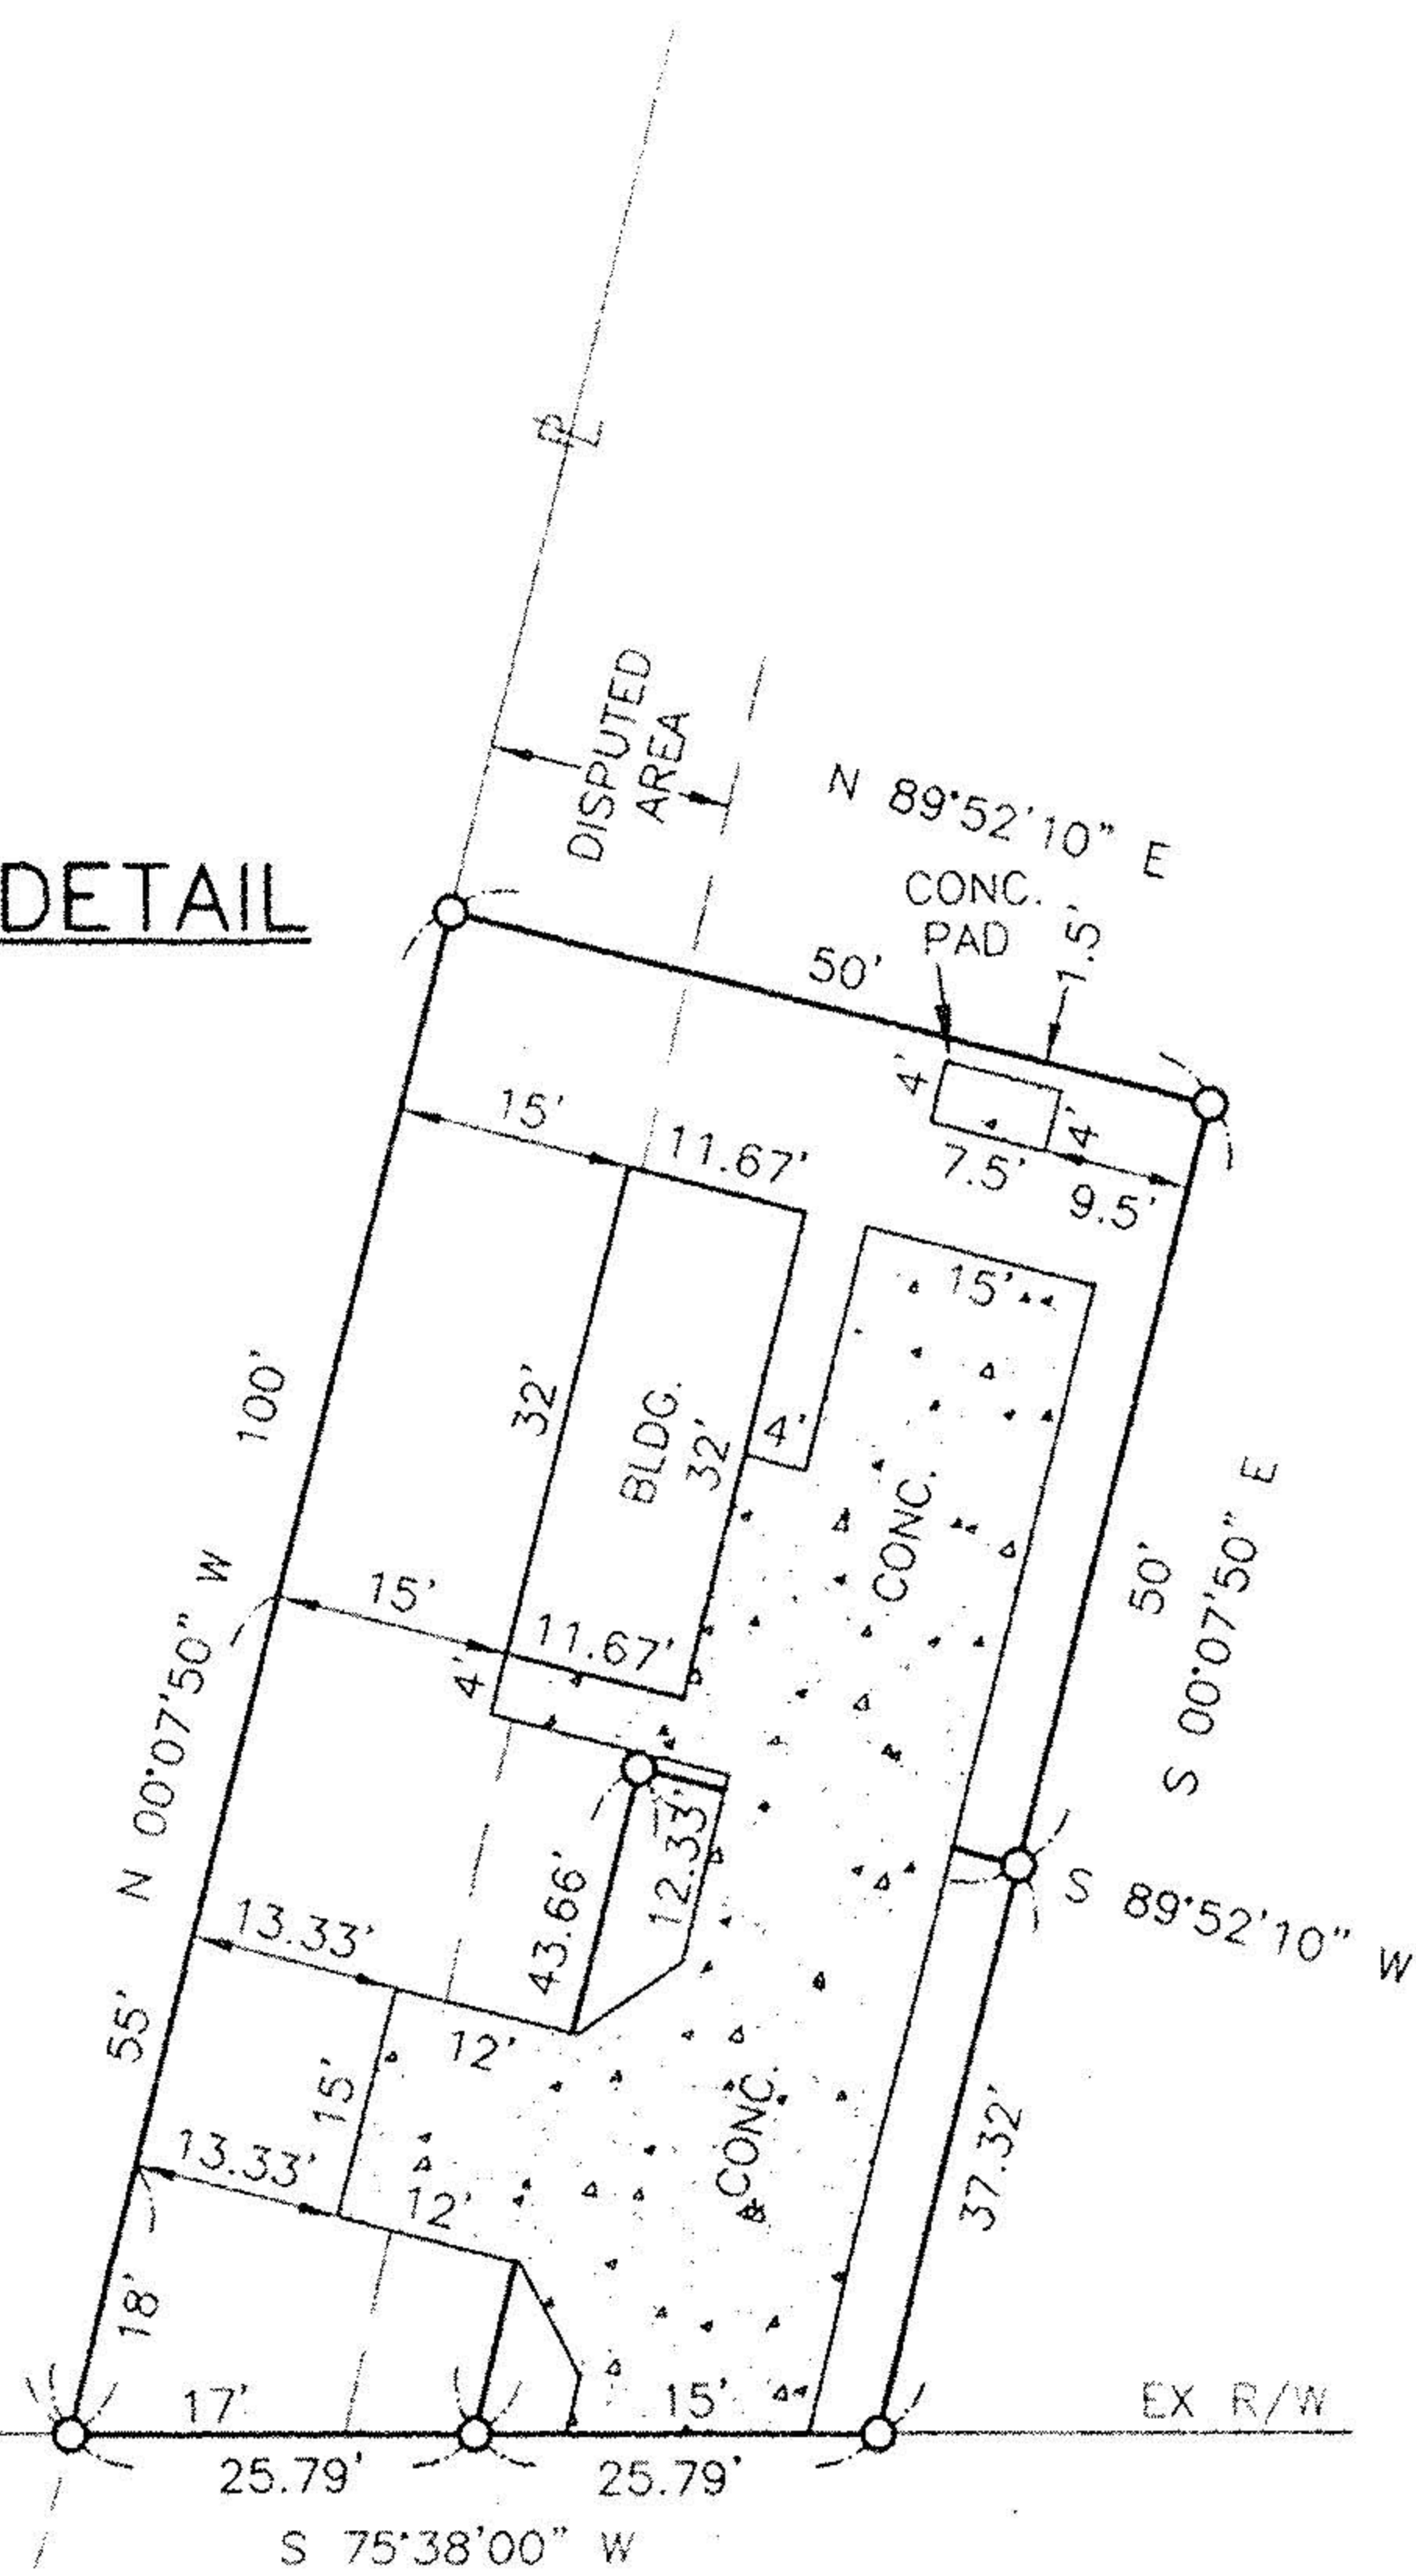 PL
DISPUTED
AREA
N 89°52'10" E
DETAIL
CONC.
PAD
1.5'
50'
4'
4'
7.5'
9.5'
15'
11.67'
15'
32'
BLDG.
32'
4'
CONC.
100'
50'
S 00°07'50" E
15'
11.67'
4'
N 00°07'50" W
12.33'
43.66'
S 89°52'10" W
13.33'
12'
55'
15'
CONC.
37.32'
13.33'
12'
18'
17'
15'
EX R/W
25.79'
25.79'
S 75°38'00" W